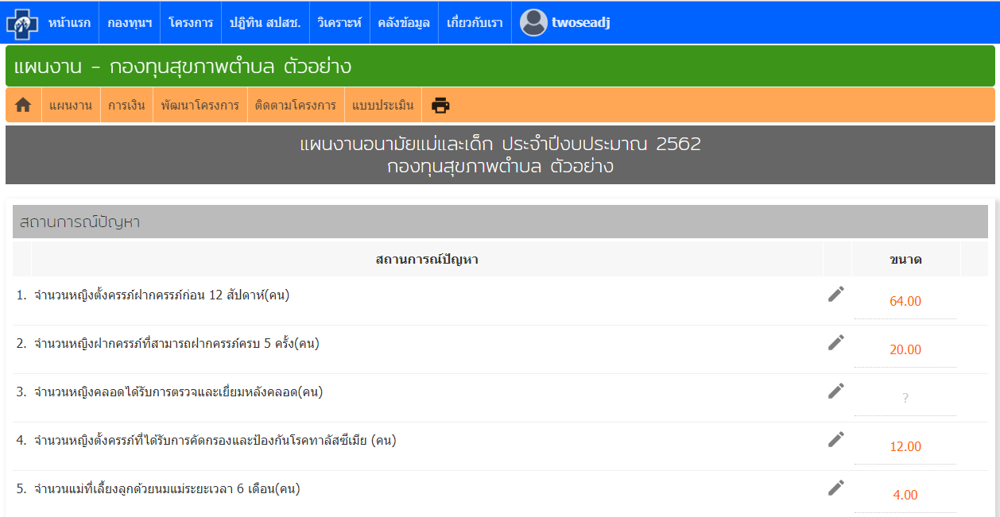 หน้าแรก กองทุนฯ โครงการ ปฏิทิน สปสช. วิเคราะห์ คลังข้อมูล เกี่ยวกับเรา twoseadj
แผนงาน - กองทุนสุขภาพตำบล ตัวอย่าง
แผนงาน การเงิน พัฒนาโครงการ ติดตามโครงการ แบบประเมิน
แผนงานอนามัยแม่และเด็ก ประจำปีงบประมาณ 2562
กองทุนสุขภาพตำบล ตัวอย่าง
สถานการณ์ปัญหา
สถานการณ์ปัญหา ขนาด
1. จำนวนหญิงตั้งครรภ์ฝากครรภ์ก่อน 12 สัปดาห์(คน) 64.00
2. จำนวนหญิงฝากครรภ์ที่สามารถฝากครรภ์ครบ 5 ครั้ง(คน) 20.00
3. จำนวนหญิงคลอดได้รับการตรวจและเยี่ยมหลังคลอด(คน) ?
4. จำนวนหญิงตั้งครรภ์ที่ได้รับการคัดกรองและป้องกันโรคทาลัสซีเมีย (คน) 12.00
5. จำนวนแม่ที่เลี้ยงลูกด้วยนมแม่ระยะเวลา 6 เดือน(คน) 4.00